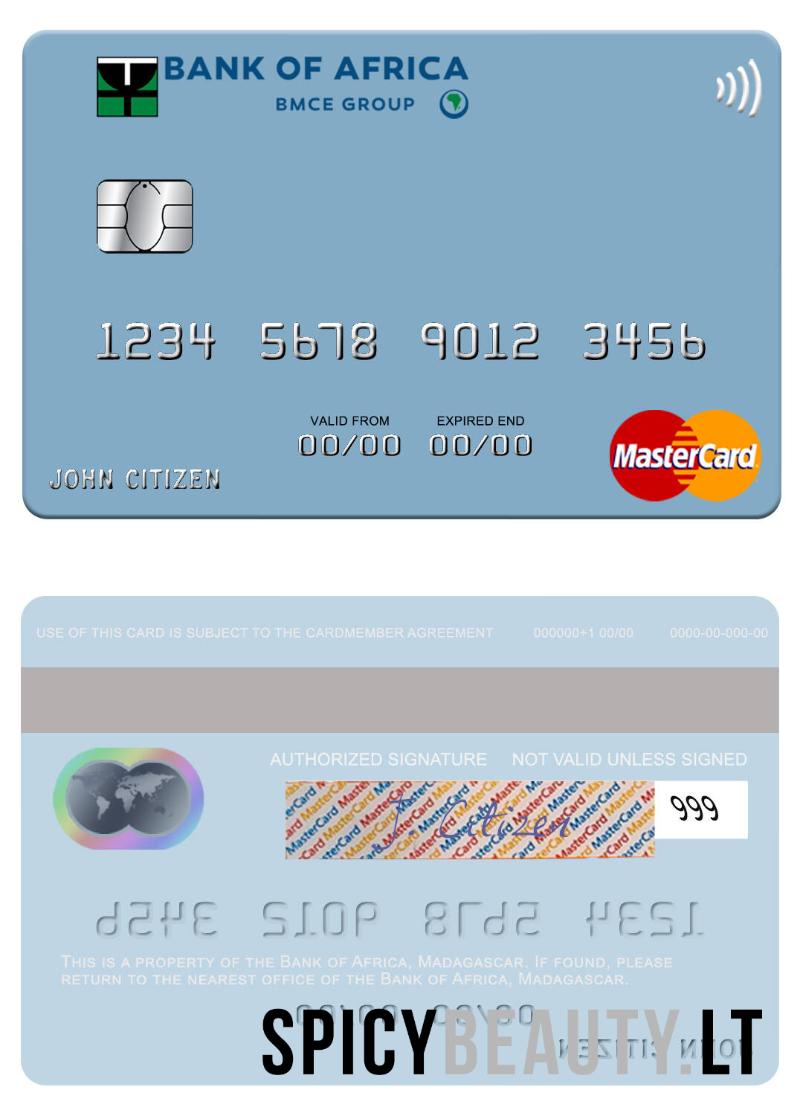 BANK OF AFRICA
BMCE GROUP
1234 5678 9012 3456
VALID FROM EXPIRED END
00/00 00/00
JOHN CITIZEN
MasterCard
USE OF THIS CARD IS SUBJECT TO THE CARDMEMBER AGREEMENT 000000+1 00/00 0000-00-000-00
AUTHORIZED SIGNATURE NOT VALID UNLESS SIGNED
J. Citizen 999
THIS IS A PROPERTY OF THE BANK OF AFRICA, MADAGASCAR. IF FOUND, PLEASE
RETURN TO THE NEAREST OFFICE OF THE BANK OF AFRICA, MADAGASCAR.
SPICYBEAUTY.LT